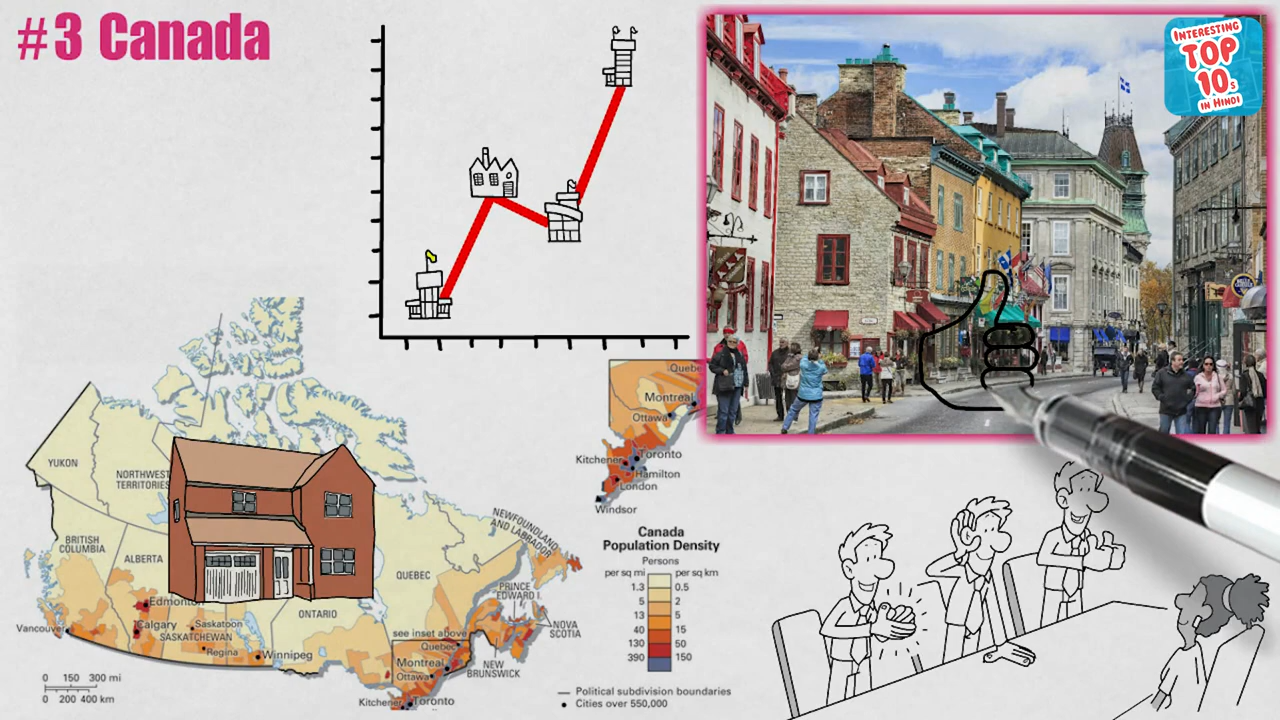 #3 Canada
INTERESTING
TOP
10s
IN HINDI
YUKON
NORTHWEST
TERRITORIES
BRITISH
COLUMBIA
ALBERTA
Edmonton
Calgary
Saskatoon
SASKATCHEWAN
Regina
Vancouver
Winnipeg
ONTARIO
QUEBEC
NEWFOUNDLAND
AND LABRADOR
PRINCE
EDWARD I.
NOVA
SCOTIA
NEW
BRUNSWICK
see inset above
Quebec
Montreal
Ottawa
Kitchener
Toronto
0 150 300 mi
0 200 400 km
Quebe
Montreal
Ottawa
Kitchener
Toronto
Hamilton
London
Windsor
Canada
Population Density
Persons
per sq mi per sq km
1.3 0.5
5 2
13 5
40 15
130 50
390 150
Political subdivision boundaries
Cities over 550,000